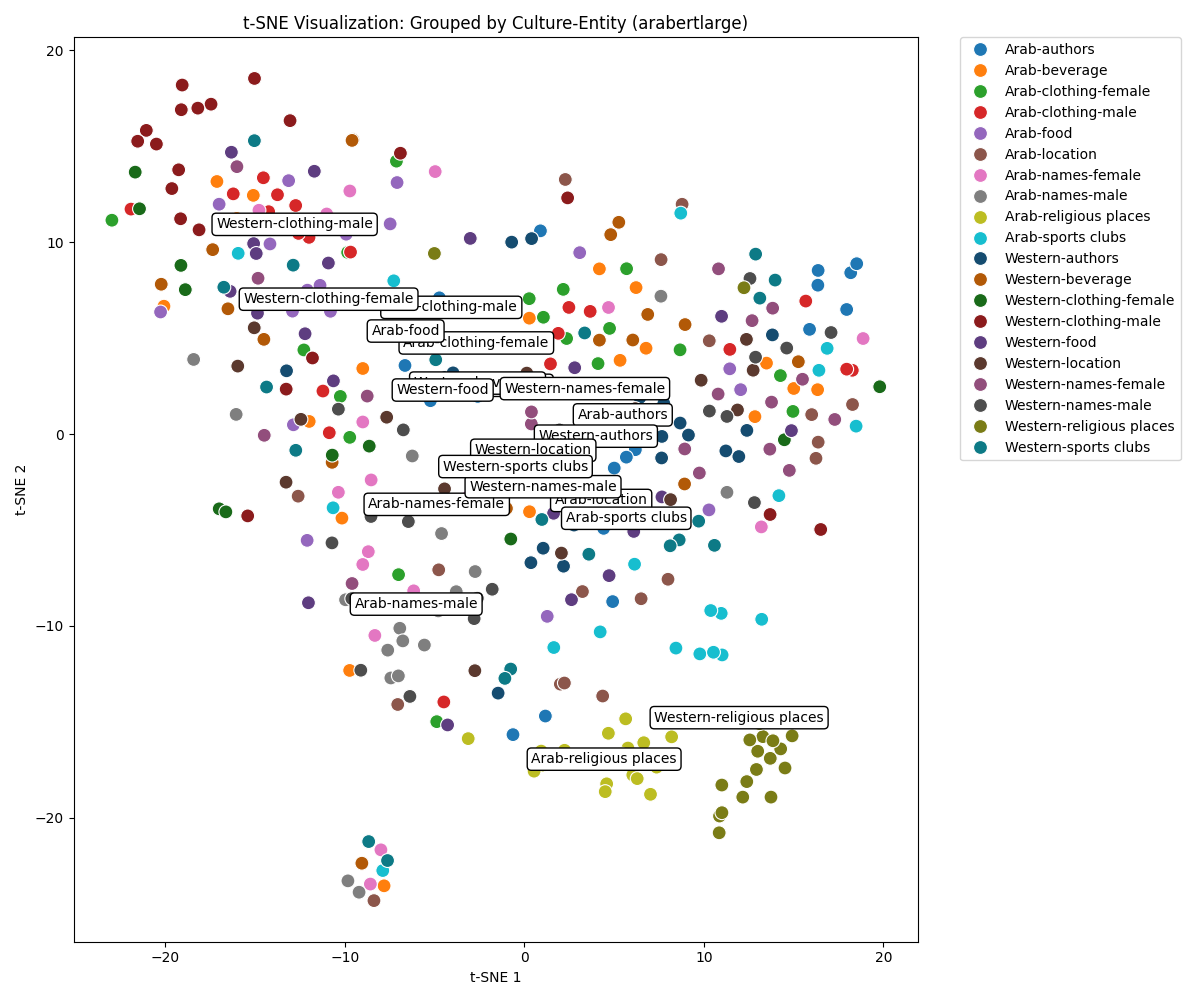 t-SNE Visualization: Grouped by Culture-Entity (arabertlarge)
20
10
0
−10
−20
t-SNE 2
−20
−10
0
10
20
t-SNE 1
Western-clothing-male
Western-clothing-female
-clothing-male
Arab-food
-clothing-female
Western-food
Western-names-female
Arab-authors
Western-authors
Western-location
Western-sports clubs
Western-names-male
Arab-names-female
Arab-location
Arab-sports clubs
Arab-names-male
Western-religious places
Arab-religious places
Arab-authors
Arab-beverage
Arab-clothing-female
Arab-clothing-male
Arab-food
Arab-location
Arab-names-female
Arab-names-male
Arab-religious places
Arab-sports clubs
Western-authors
Western-beverage
Western-clothing-female
Western-clothing-male
Western-food
Western-location
Western-names-female
Western-names-male
Western-religious places
Western-sports clubs